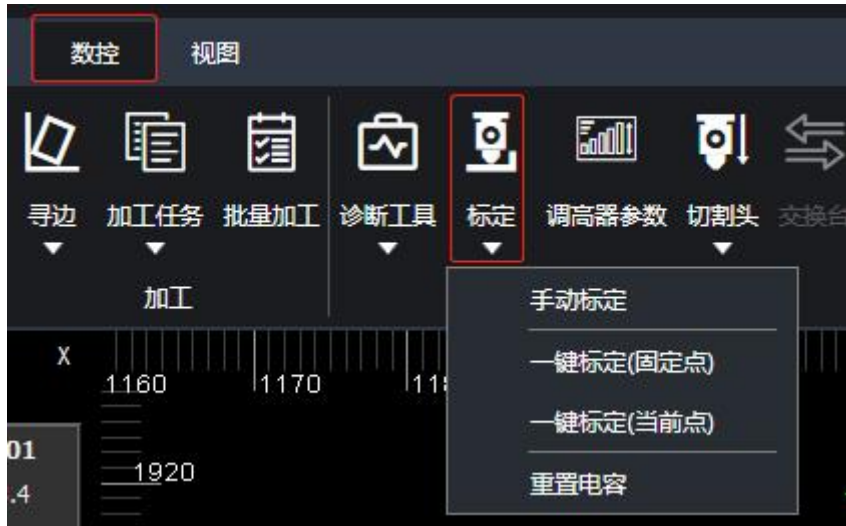 数控 视图
寻边 加工任务 批量加工 诊断工具 标定 调高器参数 切割头 交换台
加工
手动标定
X
一键标定(固定点)
1160 1170 118
一键标定(当前点)
01
1920
重置电容
.4